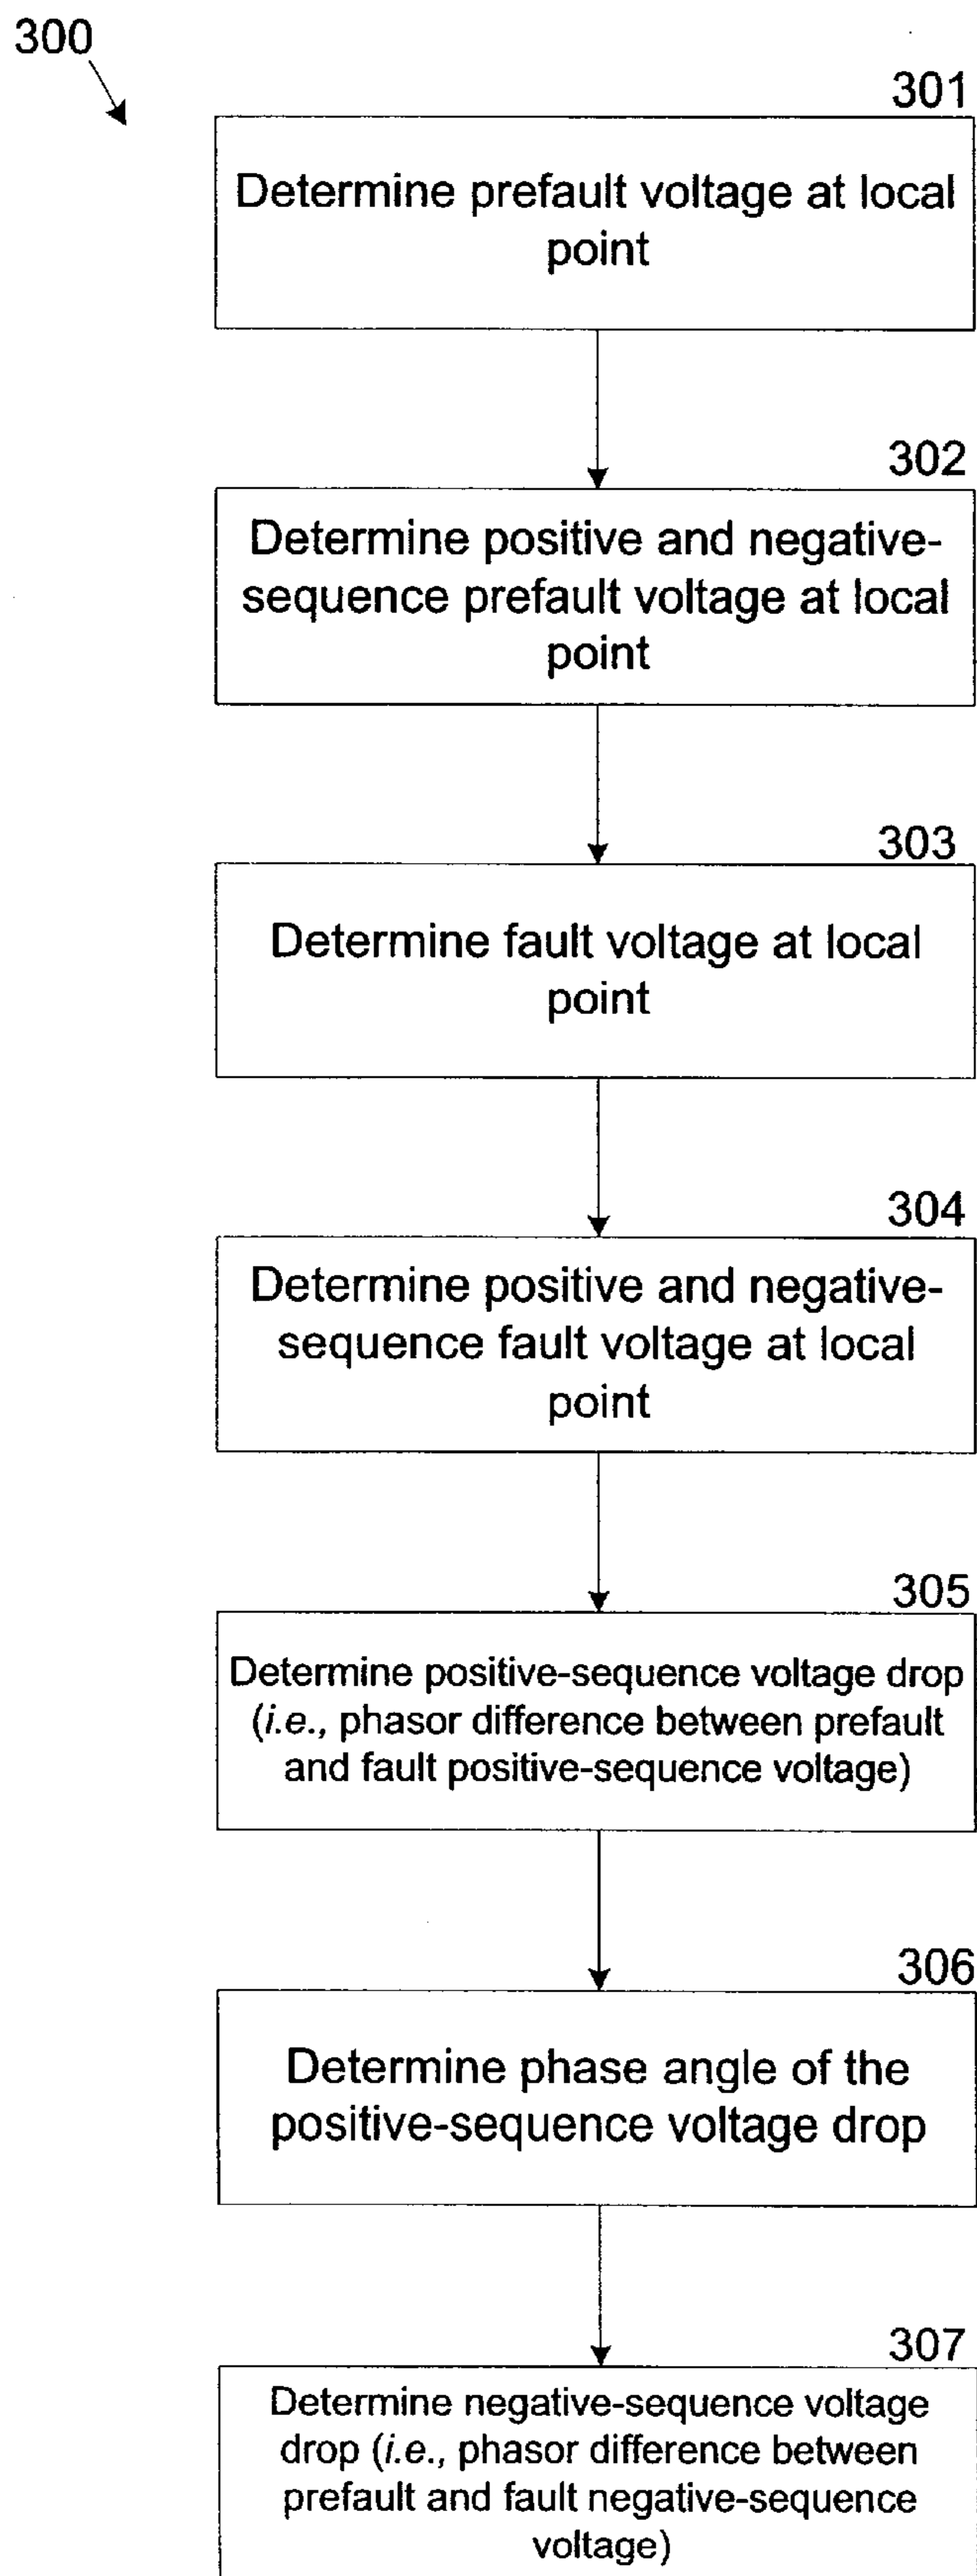 300
301
Determine prefault voltage at local
point
302
Determine positive and negative-
sequence prefault voltage at local
point
303
Determine fault voltage at local
point
304
Determine positive and negative-
sequence fault voltage at local
point
305
Determine positive-sequence voltage drop
(i.e., phasor difference between prefault
and fault positive-sequence voltage)
306
Determine phase angle of the
positive-sequence voltage drop
307
Determine negative-sequence voltage
drop (i.e., phasor difference between
prefault and fault negative-sequence
voltage)